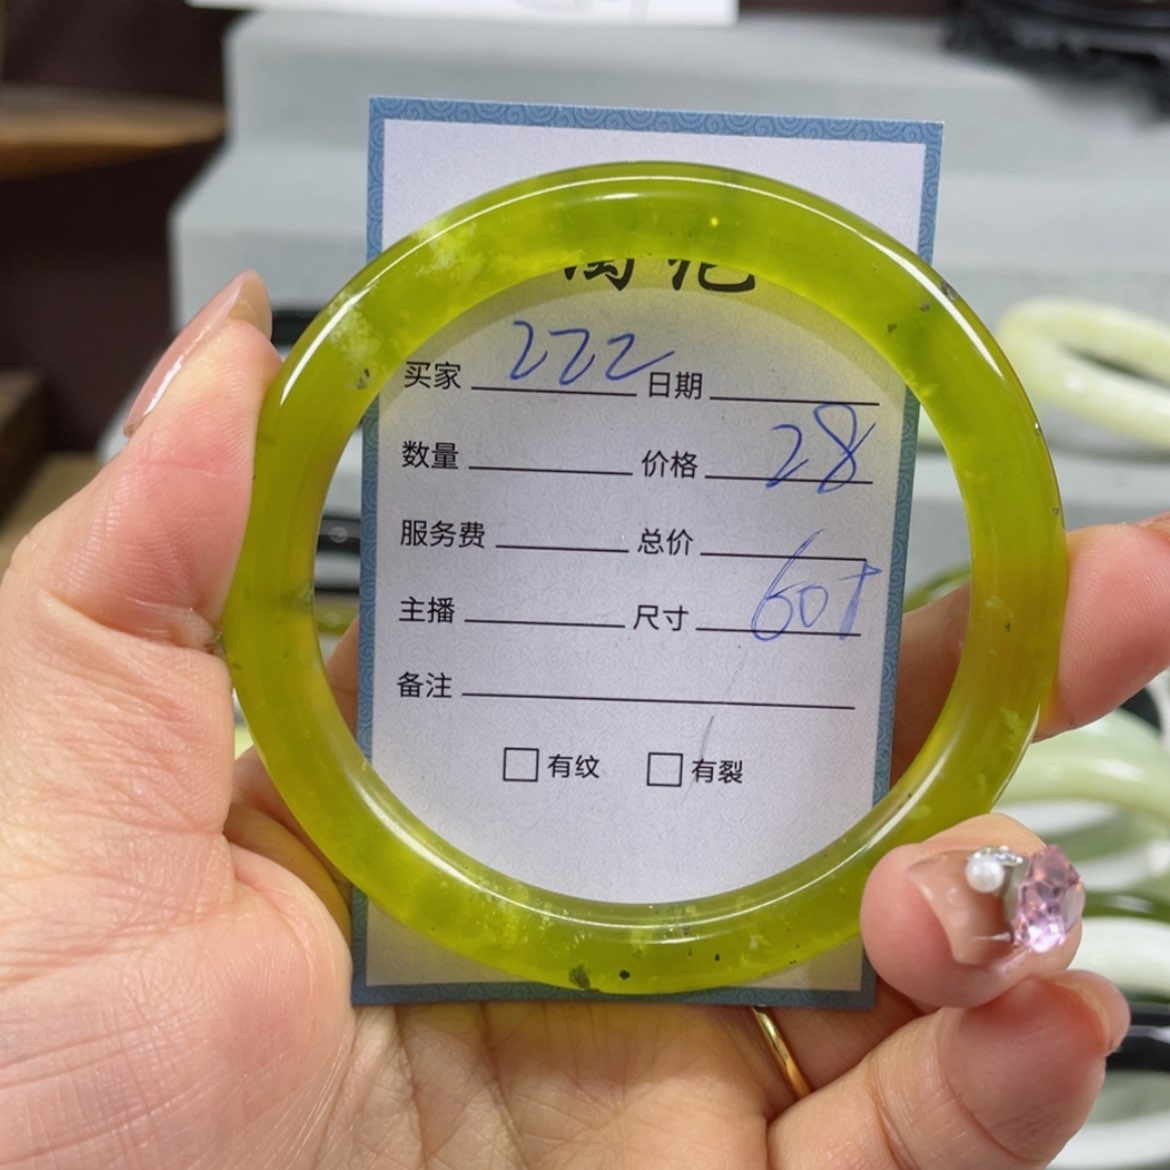 记
买家 222 日期
数量 价格 28
服务费 总价
主播 尺寸 60+
备注
□有纹 □有裂